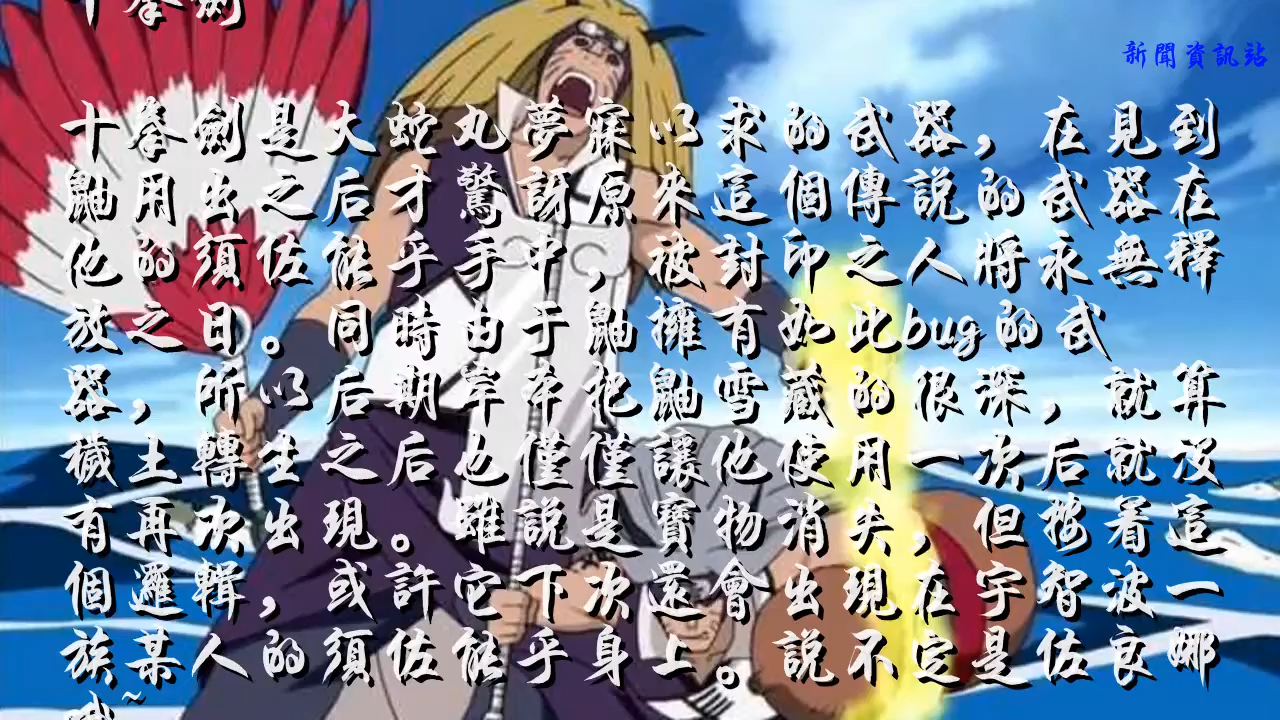 十拳劍
新聞資訊站
十拳劍是大蛇丸夢寐以求的武器，在見到
鼬用出之后才驚訝原來這個傳說的武器在
他的須佐能乎手中，被封印之人將永無釋
放之日。同時由于鼬擁有如此bug的武
器，所以后期岸本把鼬雪藏的很深，就算
穢土轉生之后也僅僅讓他使用一次后就沒
有再次出現。雖說是寶物消失，但按着這
個邏輯，或許它下次還會出現在宇智波一
族某人的須佐能乎身上。說不定是佐良娜
哦~